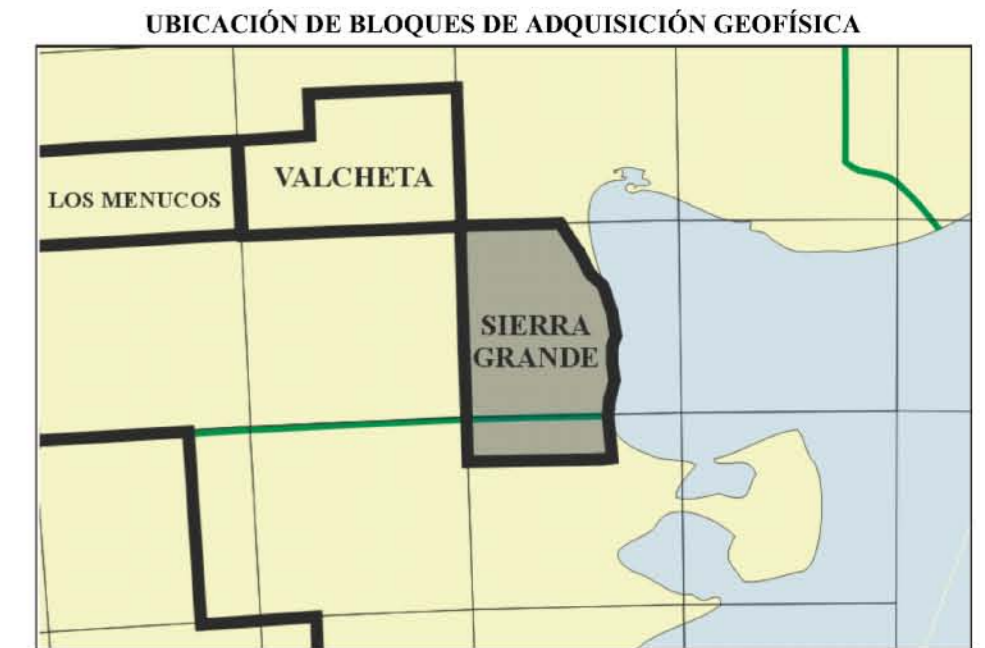 UBICACIÓN DE BLOQUES DE ADQUISICIÓN GEOFÍSICA
VALCHETA
LOS MENUCOS
SIERRA
GRANDE